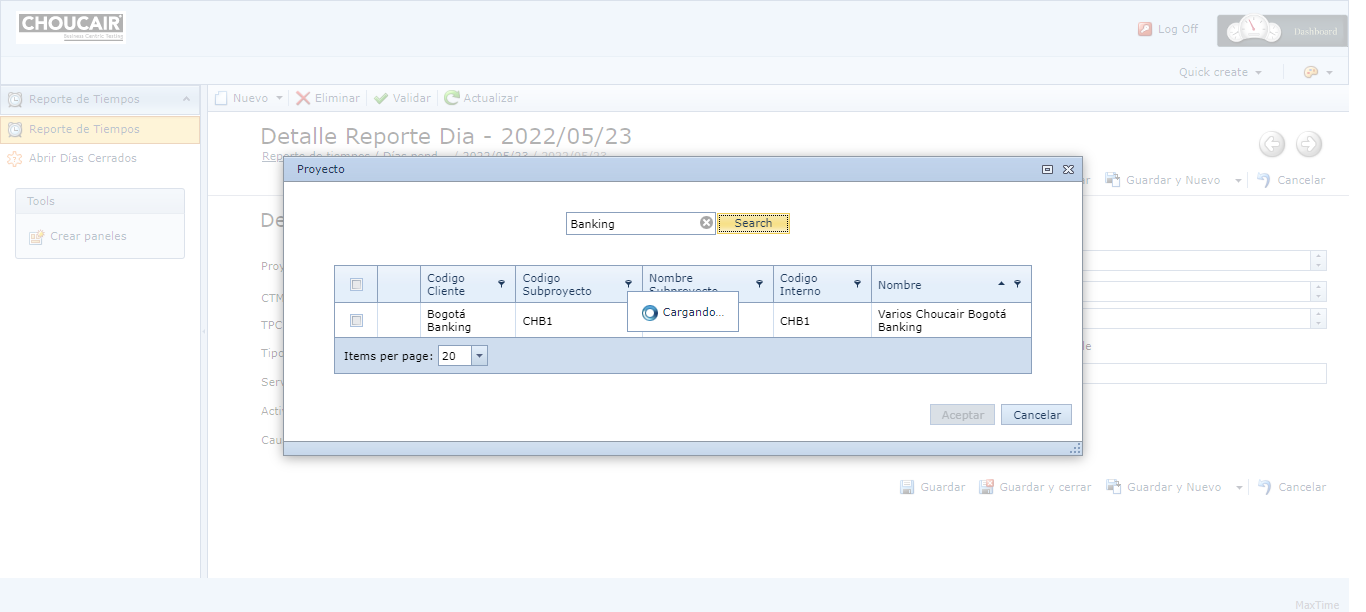 CHOUCAIR
Business Centric Testing
Log Off
Dashboard
Quick create
Reporte de Tiempos
Reporte de Tiempos
Abrir Días Cerrados
Tools
Crear paneles
Nuevo Eliminar Validar Actualizar
Detalle Reporte Dia - 2022/05/23
Reporte de tiempos / Días pend... / 2022/05/23 / 2022/05/23
Guardar y Nuevo Cancelar
De
Proy
CTM
TPC
Tipo
Serv
Acti
Cau
de
Proyecto
Banking Search
Codigo Cliente
Codigo Subproyecto
Nombre Subproyecto
Codigo Interno
Nombre
Bogotá Banking
CHB1
CHB1
Varios Choucair Bogotá Banking
Cargando...
Items per page: 20
Aceptar Cancelar
Guardar Guardar y cerrar Guardar y Nuevo Cancelar
MaxTime